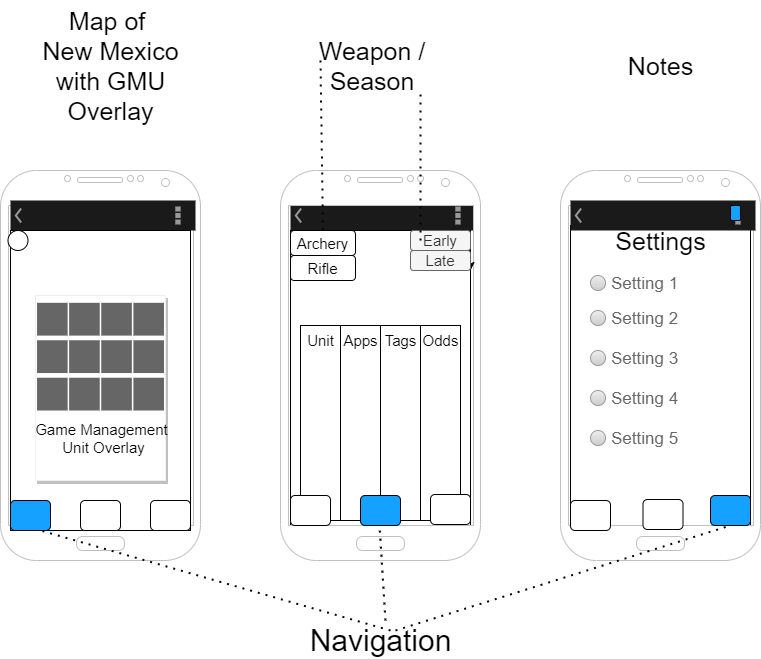 Map of
New Mexico
with GMU
Overlay
Weapon /
Season
Notes
Game Management
Unit Overlay
Archery
Rifle
Early
Late
Unit Apps Tags Odds
Settings
Setting 1
Setting 2
Setting 3
Setting 4
Setting 5
Navigation